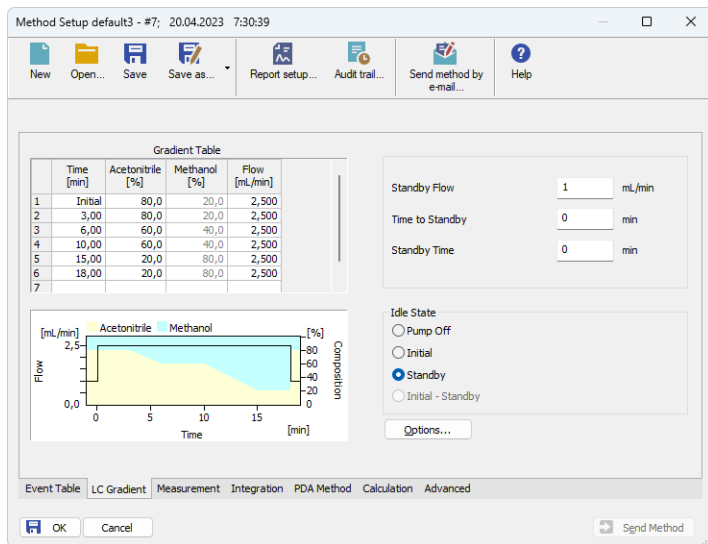 Method Setup default3 - #7; 20.04.2023 7:30:39
New Open... Save Save as... Report setup... Audit trail... Send method by e-mail... Help
Gradient Table
Time [min] Acetonitrile [%] Methanol [%] Flow [mL/min]
1 Initial 80,0 20,0 2,500
2 3,00 80,0 20,0 2,500
3 6,00 60,0 40,0 2,500
4 10,00 60,0 40,0 2,500
5 15,00 20,0 80,0 2,500
6 18,00 20,0 80,0 2,500
7
Standby Flow 1 mL/min
Time to Standby 0 min
Standby Time 0 min
[mL/min] Acetonitrile Methanol [%]
2,5
0,0
Flow
80
60
40
20
0
Composition
0 5 10 15
Time [min]
Idle State
Pump Off
Initial
Standby
Initial - Standby
Options...
Event Table LC Gradient Measurement Integration PDA Method Calculation Advanced
OK Cancel Send Method